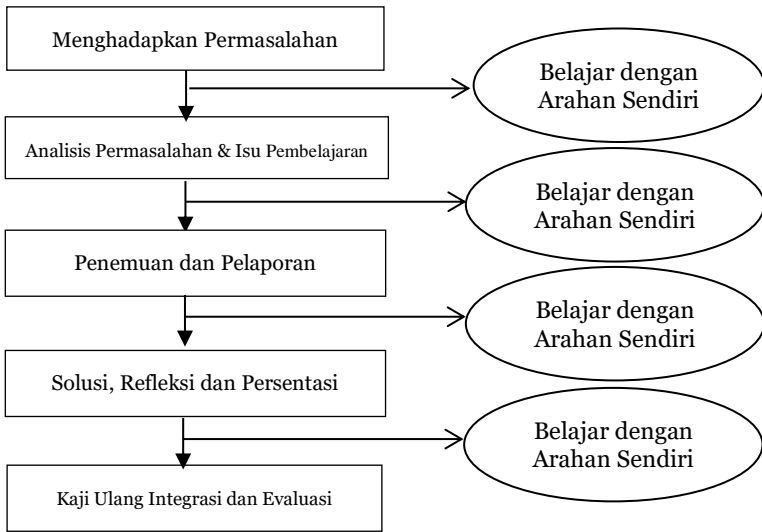 Menghadapkan Permasalahan
Belajar dengan
Arahan Sendiri
Analisis Permasalahan & Isu Pembelajaran
Belajar dengan
Arahan Sendiri
Penemuan dan Pelaporan
Belajar dengan
Arahan Sendiri
Solusi, Refleksi dan Persentasi
Belajar dengan
Arahan Sendiri
Kaji Ulang Integrasi dan Evaluasi